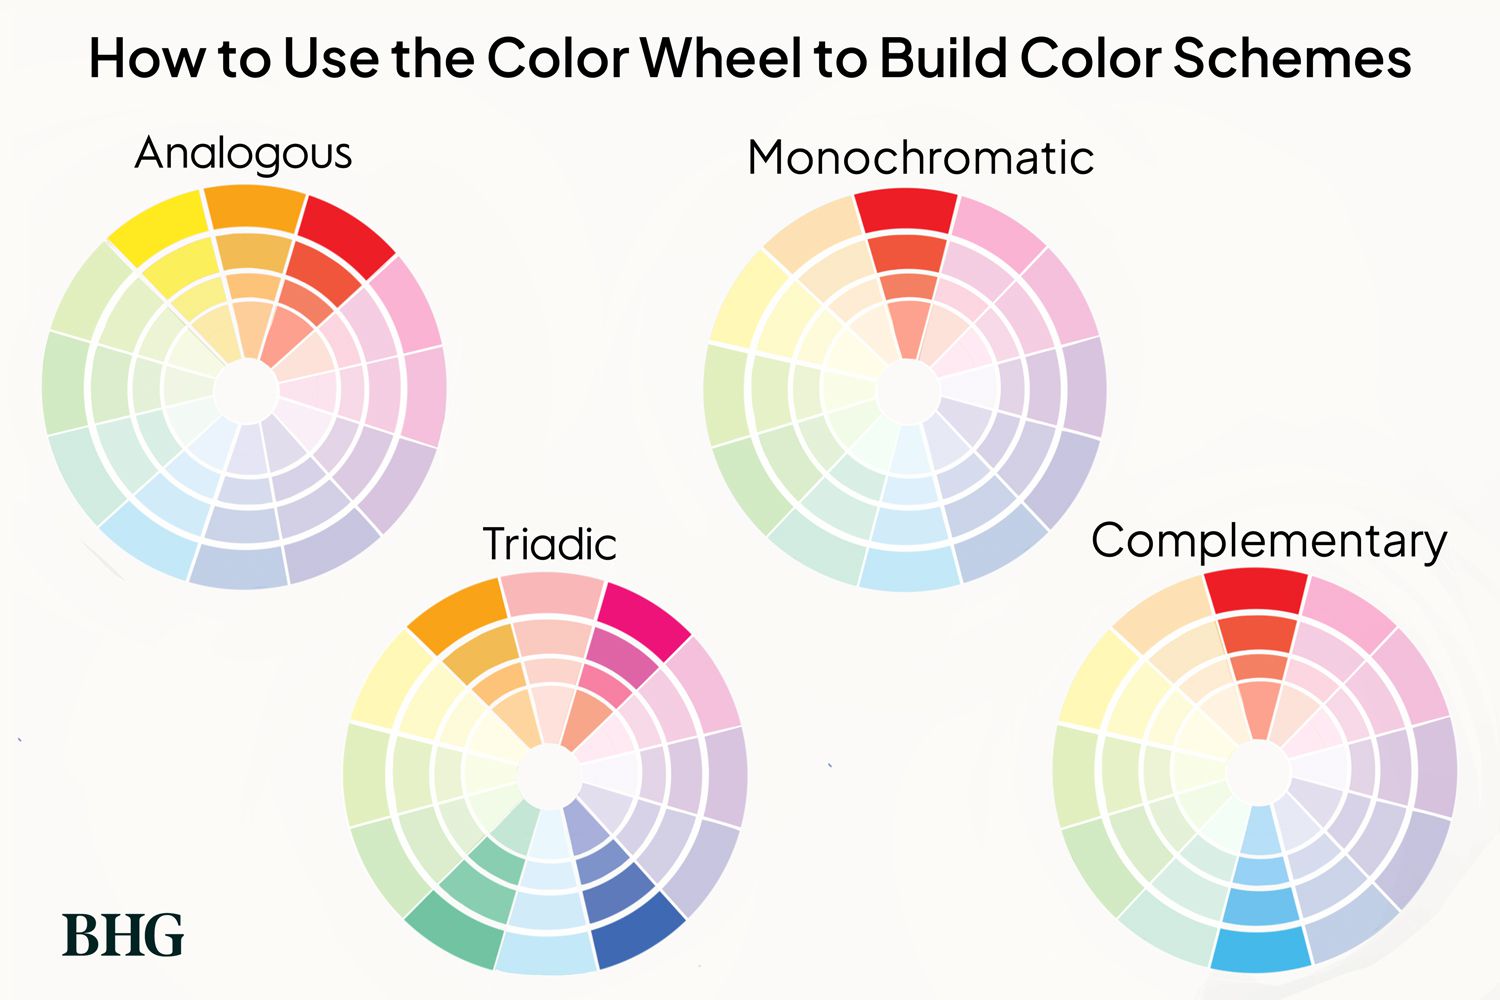 How to Use the Color Wheel to Build Color Schemes
Analogous
Monochromatic
Triadic
Complementary
BHG